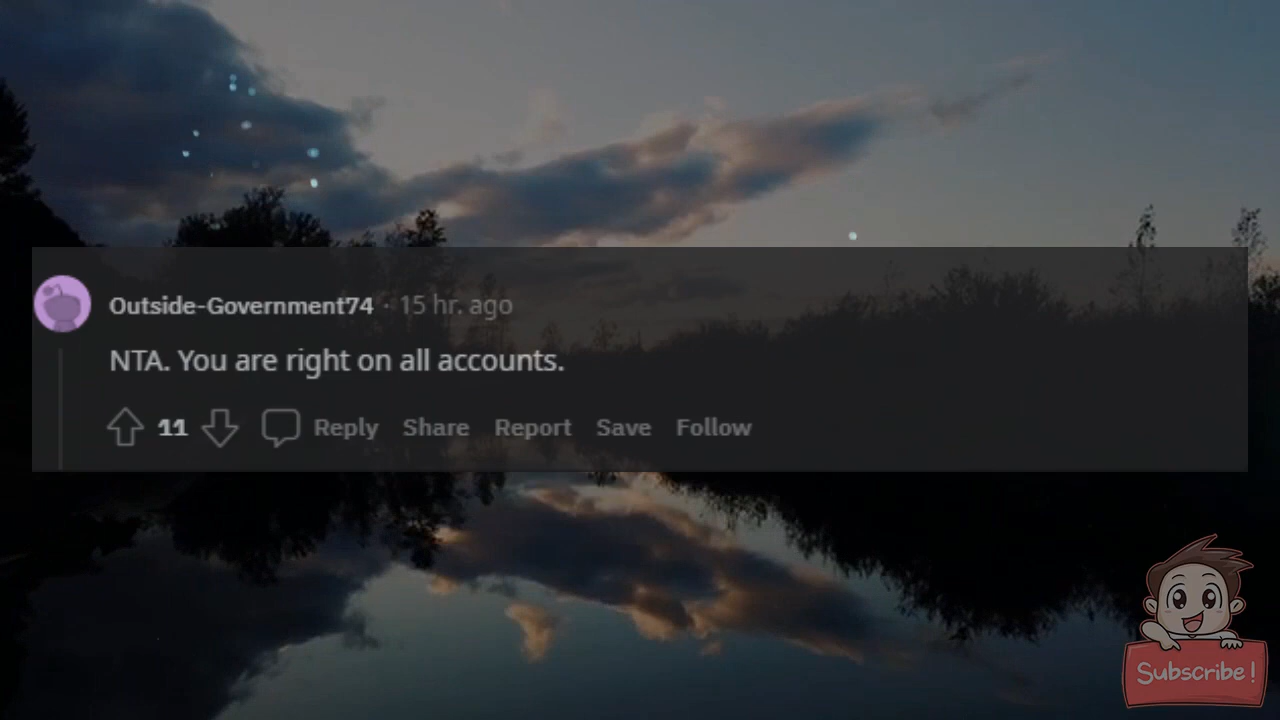 Outside-Government74 · 15 hr. ago
NTA. You are right on all accounts.
11 Reply Share Report Save Follow
Subscribe!